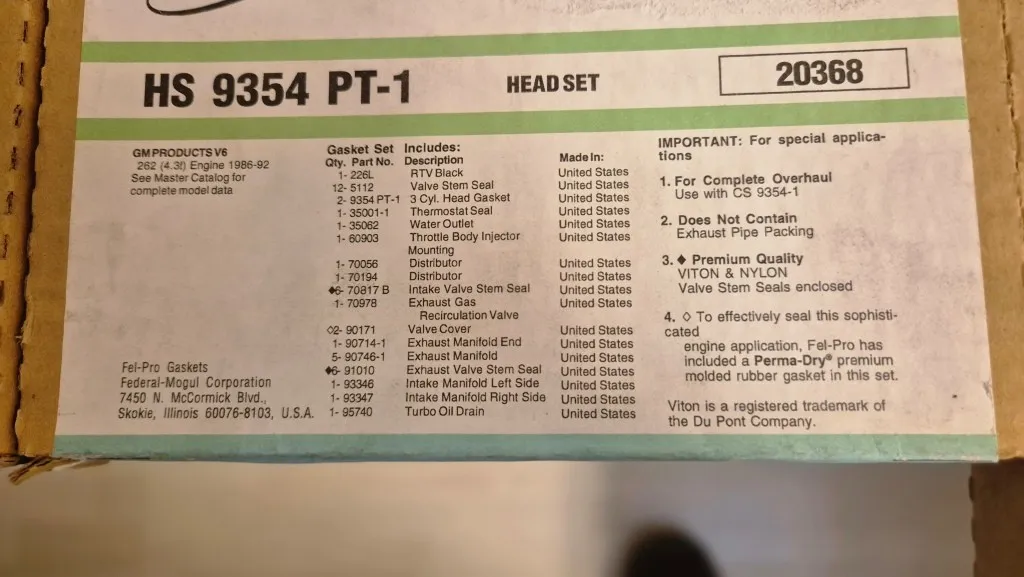 HS 9354 PT-1
HEAD SET
20368
GM PRODUCTS V6
262 (4.3ℓ) Engine 1986-92
See Master Catalog for
complete model data
Fel-Pro Gaskets
Federal-Mogul Corporation
7450 N. McCormick Blvd.,
Skokie, Illinois 60076-8103, U.S.A.
Gasket Set Includes:
Qty. Part No. Description Made in:
1- 226L RTV Black United States
12- 5112 Valve Stem Seal United States
2- 9354 PT-1 3 Cyl. Head Gasket United States
1- 35001-1 Thermostat Seal United States
1- 35062 Water Outlet United States
1- 60903 Throttle Body Injector United States
Mounting
1- 70056 Distributor United States
1- 70194 Distributor United States
◆6- 70817 B Intake Valve Stem Seal United States
1- 70978 Exhaust Gas United States
Recirculation Valve
◇2- 90171 Valve Cover United States
1- 90714-1 Exhaust Manifold End United States
5- 90746-1 Exhaust Manifold United States
◆6- 91010 Exhaust Valve Stem Seal United States
1- 93346 Intake Manifold Left Side United States
1- 93347 Intake Manifold Right Side United States
1- 95740 Turbo Oil Drain United States
IMPORTANT: For special applica-
tions
1. For Complete Overhaul
Use with CS 9354-1
2. Does Not Contain
Exhaust Pipe Packing
3. ◆ Premium Quality
VITON & NYLON
Valve Stem Seals enclosed
4. ◇ To effectively seal this sophisti-
cated
engine application, Fel-Pro has
included a Perma-Dry® premium
molded rubber gasket in this set.
Viton is a registered trademark of
the Du Pont Company.